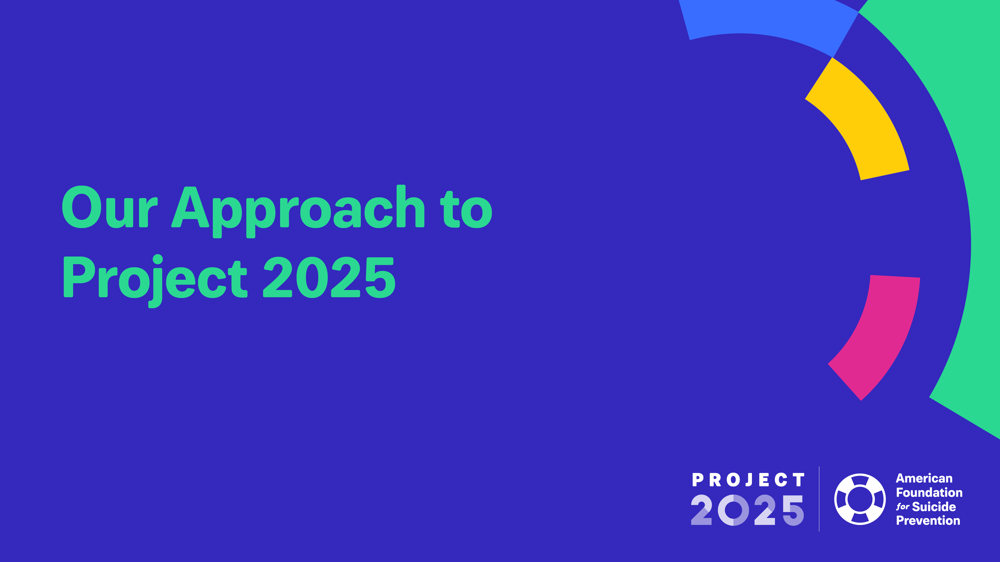 Our Approach to
Project 2025
PROJECT
2025
American
Foundation
for Suicide
Prevention